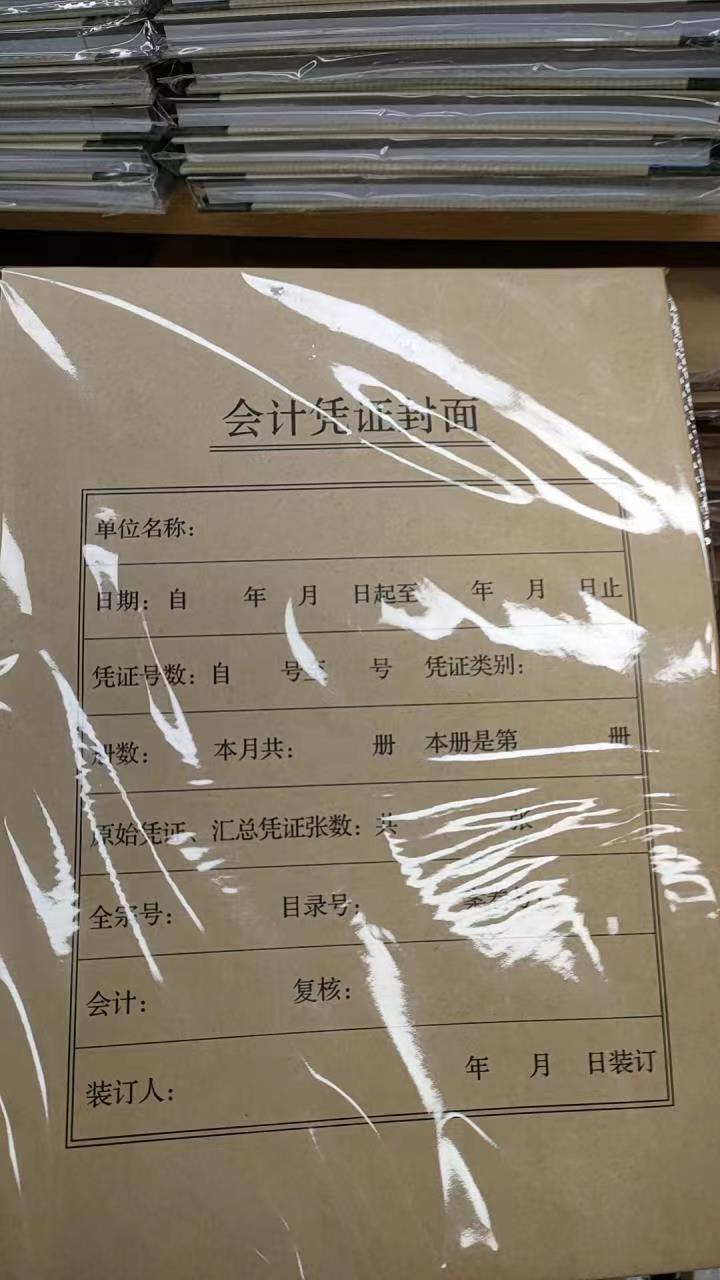 会计凭证封面
单位名称：
日期：自 年 月 日起至 年 月 日止
凭证号数：自 号至 号 凭证类别：
册数： 本月共： 册 本册是第 册
原始凭证、汇总凭证张数：共 张
全宗号： 目录号：
会计： 复核：
装订人： 年 月 日装订